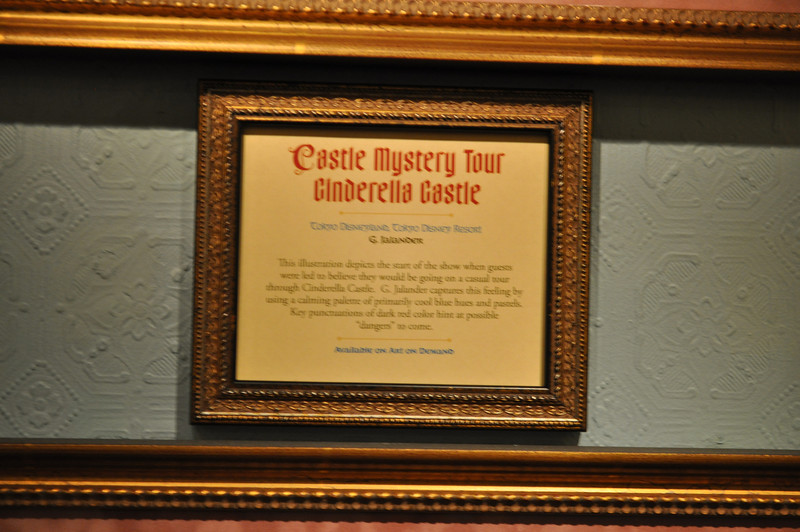 Castle Mystery Tour
Cinderella Castle
Tokyo Disneyland, Tokyo Disney Resort
G. Jalander
This illustration depicts the start of the show when guests
were led to believe they would be going on a casual tour
through Cinderella Castle. G. Jalander captures this feeling by
using a calming palette of primarily cool blue hues and pastels.
Key punctuations of dark red color hint at possible
"dangers" to come.
Available on Art on Demand